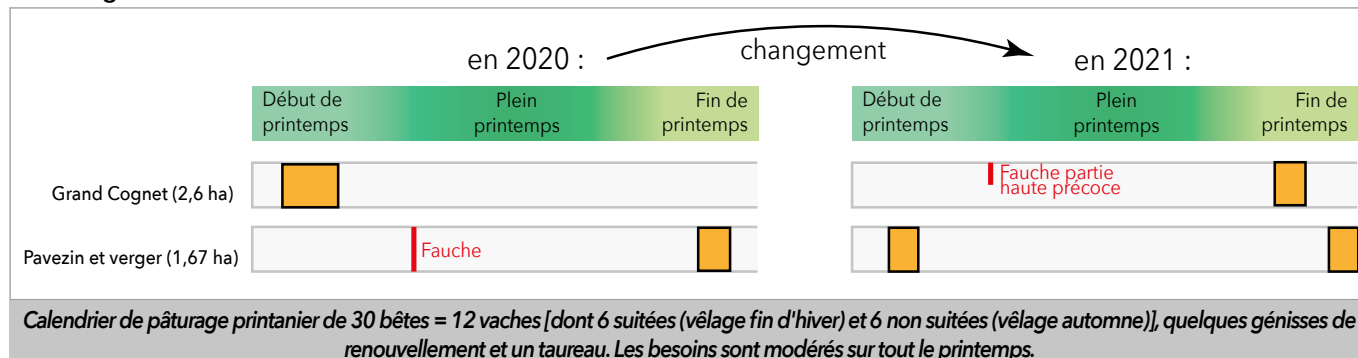 en 2020 :
changement
en 2021 :
Début de
printemps
Plein
printemps
Fin de
printemps
Début de
printemps
Plein
printemps
Fin de
printemps
Grand Cognet (2,6 ha)
Fauche partie
haute précoce
Pavezin et verger (1,67 ha)
Fauche
Calendrier de pâturage printanier de 30 bêtes = 12 vaches [dont 6 suitées (vêlage fin d'hiver) et 6 non suitées (vêlage automne)], quelques génisses de
renouvellement et un taureau. Les besoins sont modérés sur tout le printemps.